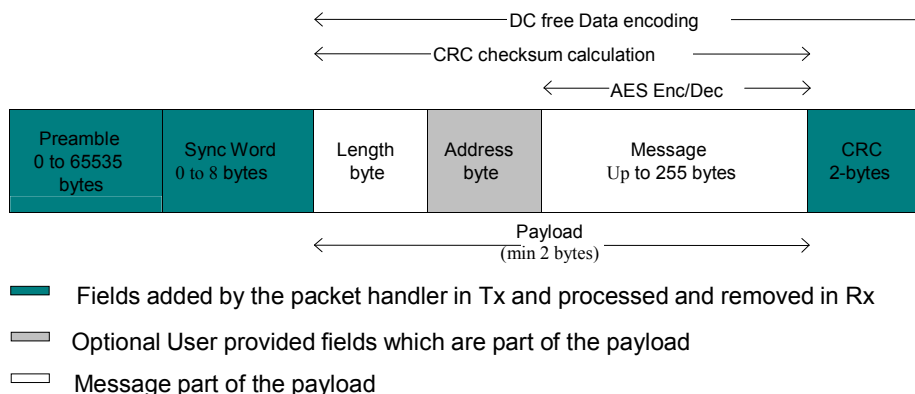 DC free Data encoding
CRC checksum calculation
AES Enc/Dec
Preamble
0 to 65535
bytes
Sync Word
0 to 8 bytes
Length
byte
Address
byte
Message
Up to 255 bytes
CRC
2-bytes
Payload
(min 2 bytes)
Fields added by the packet handler in Tx and processed and removed in Rx
Optional User provided fields which are part of the payload
Message part of the payload